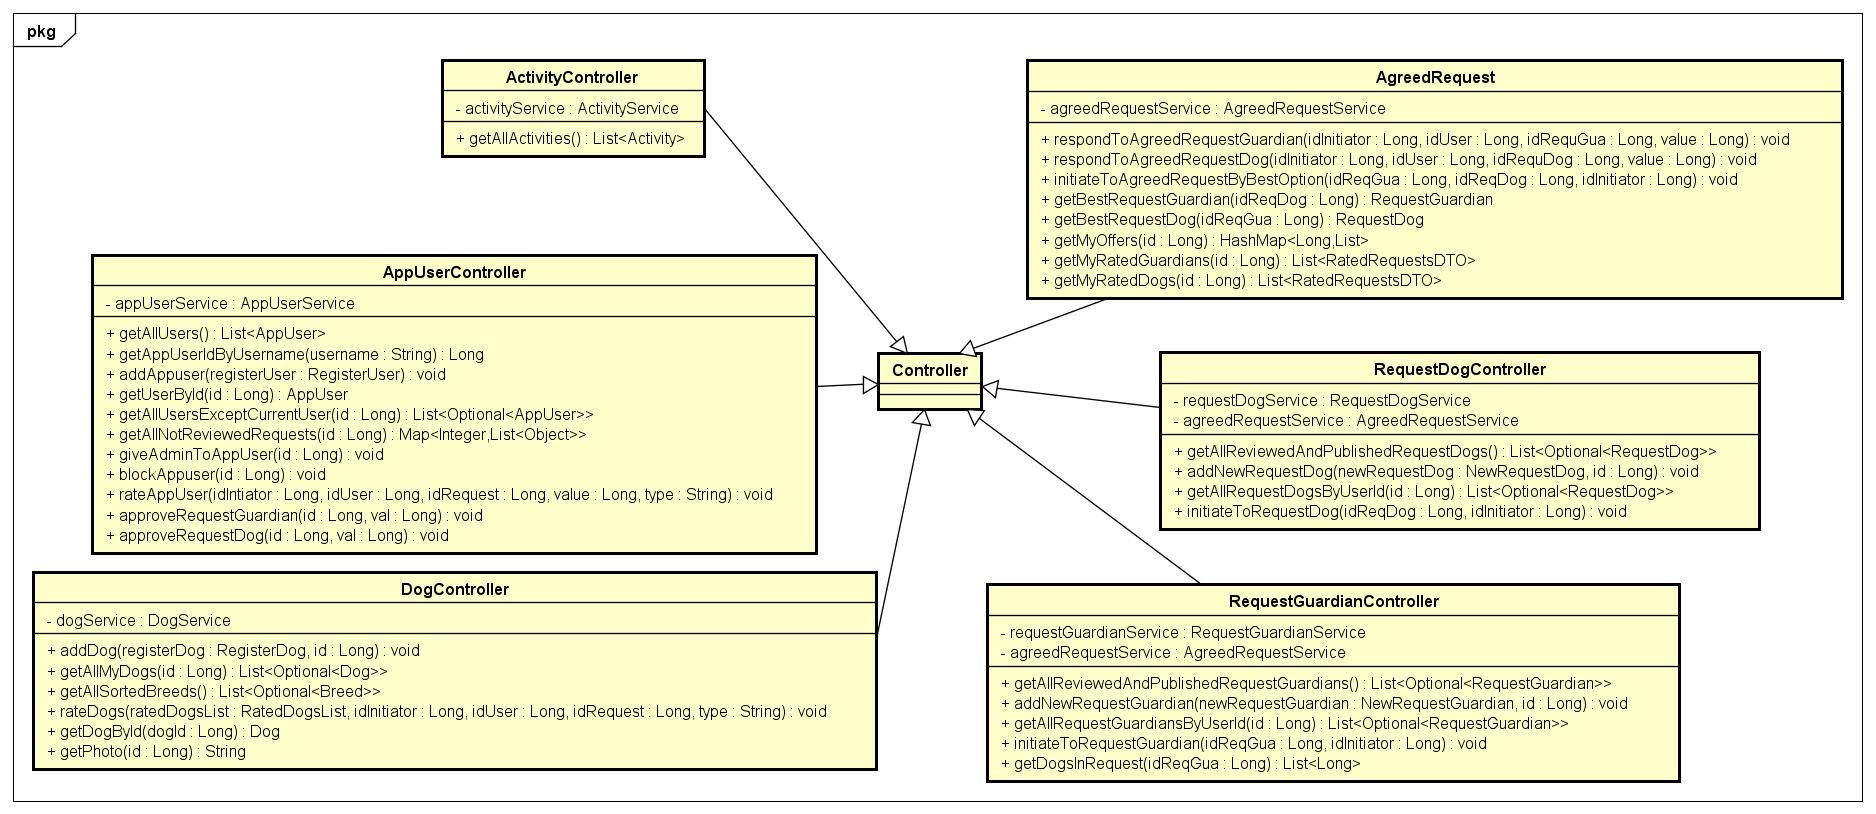 pkg
ActivityController
- activityService : ActivityService
+ getAllActivities() : List<Activity>
AgreedRequest
- agreedRequestService : AgreedRequestService
+ respondToAgreedRequestGuardian(idInitiator : Long, idUser : Long, idRequGua : Long, value : Long) : void
+ respondToAgreedRequestDog(idInitiator : Long, idUser : Long, idRequDog : Long, value : Long) : void
+ initiateToAgreedRequestByBestOption(idReqGua : Long, idReqDog : Long, idInitiator : Long) : void
+ getBestRequestGuardian(idReqDog : Long) : RequestGuardian
+ getBestRequestDog(idReqGua : Long) : RequestDog
+ getMyOffers(id : Long) : HashMap<Long,List>
+ getMyRatedGuardians(id : Long) : List<RatedRequestsDTO>
+ getMyRatedDogs(id : Long) : List<RatedRequestsDTO>
AppUserController
- appUserService : AppUserService
+ getAllUsers() : List<AppUser>
+ getAppUserIdByUsername(username : String) : Long
+ addAppuser(registerUser : RegisterUser) : void
+ getUserById(id : Long) : AppUser
+ getAllUsersExceptCurrentUser(id : Long) : List<Optional<AppUser>>
+ getAllNotReviewedRequests(id : Long) : Map<Integer,List<Object>>
+ giveAdminToAppUser(id : Long) : void
+ blockAppuser(id : Long) : void
+ rateAppUser(idIntiator : Long, idUser : Long, idRequest : Long, value : Long, type : String) : void
+ approveRequestGuardian(id : Long, val : Long) : void
+ approveRequestDog(id : Long, val : Long) : void
Controller
RequestDogController
- requestDogService : RequestDogService
- agreedRequestService : AgreedRequestService
+ getAllReviewedAndPublishedRequestDogs() : List<Optional<RequestDog>>
+ addNewRequestDog(newRequestDog : NewRequestDog, id : Long) : void
+ getAllRequestDogsByUserId(id : Long) : List<Optional<RequestDog>>
+ initiateToRequestDog(idReqDog : Long, idInitiator : Long) : void
DogController
- dogService : DogService
+ addDog(registerDog : RegisterDog, id : Long) : void
+ getAllMyDogs(id : Long) : List<Optional<Dog>>
+ getAllSortedBreeds() : List<Optional<Breed>>
+ rateDogs(ratedDogsList : RatedDogsList, idInitiator : Long, idUser : Long, idRequest : Long, type : String) : void
+ getDogById(dogId : Long) : Dog
+ getPhoto(id : Long) : String
RequestGuardianController
- requestGuardianService : RequestGuardianService
- agreedRequestService : AgreedRequestService
+ getAllReviewedAndPublishedRequestGuardians() : List<Optional<RequestGuardian>>
+ addNewRequestGuardian(newRequestGuardian : NewRequestGuardian, id : Long) : void
+ getAllRequestGuardiansByUserId(id : Long) : List<Optional<RequestGuardian>>
+ initiateToRequestGuardian(idReqGua : Long, idInitiator : Long) : void
+ getDogsInRequest(idReqGua : Long) : List<Long>